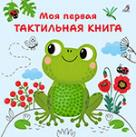 Моя первая
ТАКТИЛЬНАЯ КНИГА